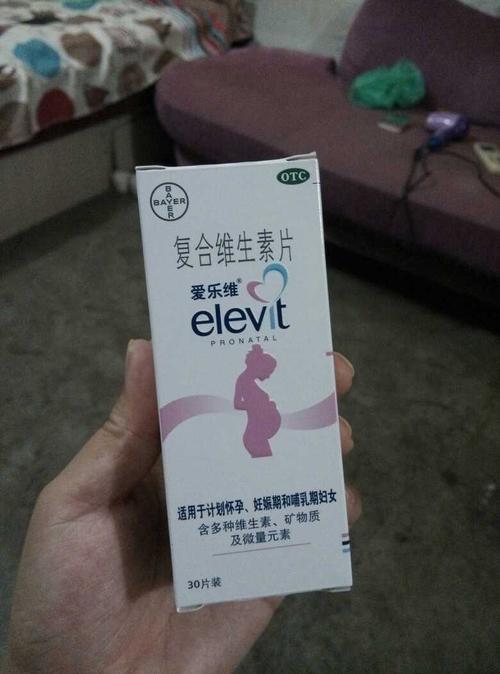 OTC
BAYER
BAYER
复合维生素片
爱乐维®
elevit
PRONATAL
适用于计划怀孕、妊娠期和哺乳期妇女
含多种维生素、矿物质
及微量元素
30片装